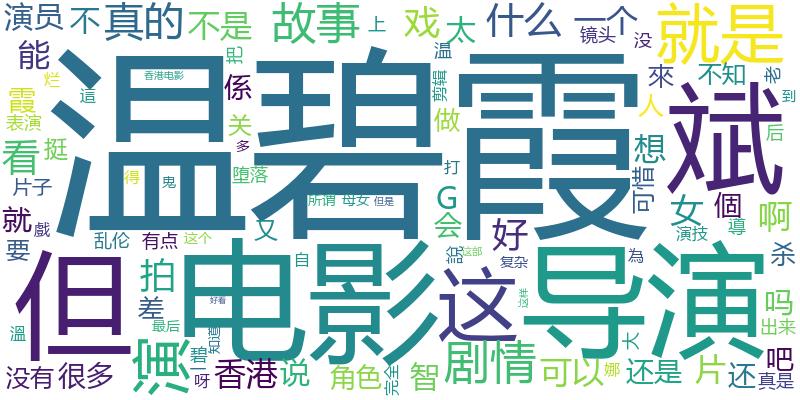 演员
不
真的
不是
故事
上
戏
太
什么
一个
镜头
没
就是
能
把
温
香港电影
烂
這
係
剪辑
來
不知
老
到
霞
表演
温碧霞
关
做
人
斌
后
看
挺
多
想
得
鬼
堕落
打
可惜
片子
所谓
母女
但是
G
女
個
啊
就
戲
会
好
演技
導
要
乱伦
有点
这个
又
說
这部
复杂
為
杀
但
电影
这
导演
拍
自
差
好看
这样
吗
溫
最后
知道
大
出来
演
碧
剧情
吧
没有
很多
呀
香港
说
角色
完全
智
可以
娜
还是
片
还
真是